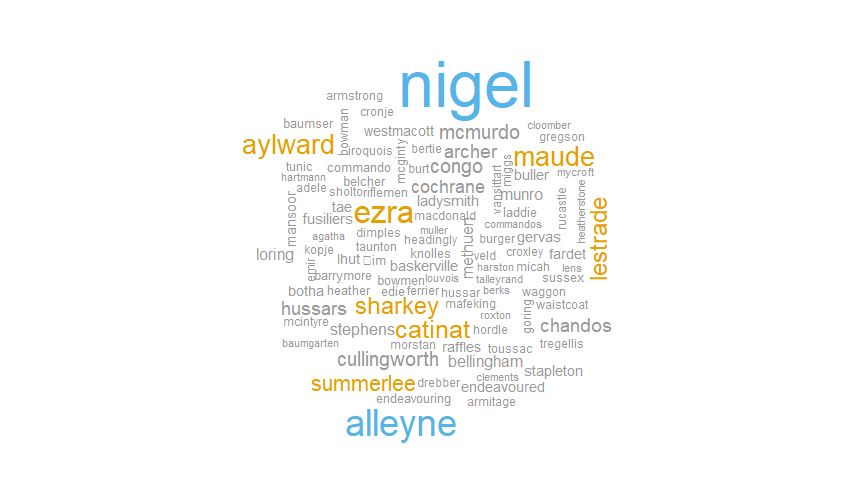 nigel
armstrong
cronje
baumser
bowman
westmacott
mcmurdo
cloomber
gregson
aylward
iroquois
mcginty
bertie
archer
maude
tunic
commando
burt
congo
miggs
buller
mycroft
hartmann
adele
belcher
sholto
riflemen
cochrane
vansittart
munro
rucastle
heatherstone
mansoor
tae
ezra
ladysmith
laddie
fusiliers
macdonald
commandos
lestrade
dimples
muller
methuen
agatha
headingly
burger
gervas
taunton
kopje
knolles
veld
croxley
fardet
loring
emir
lhut
im
baskerville
harston
micah
lens
barrymore
bowmen
louvois
talleyrand
sussex
botha
heather
edie
ferrier
hussar
berks
waggon
hussars
sharkey
mafeking
goring
waistcoat
roxton
mcintyre
stephens
catinat
hordle
chandos
baumgarten
morstan
raffles
toussac
tregellis
cullingworth
bellingham
stapleton
summerlee
drebber
clements
endeavoured
endeavouring
armitage
alleyne